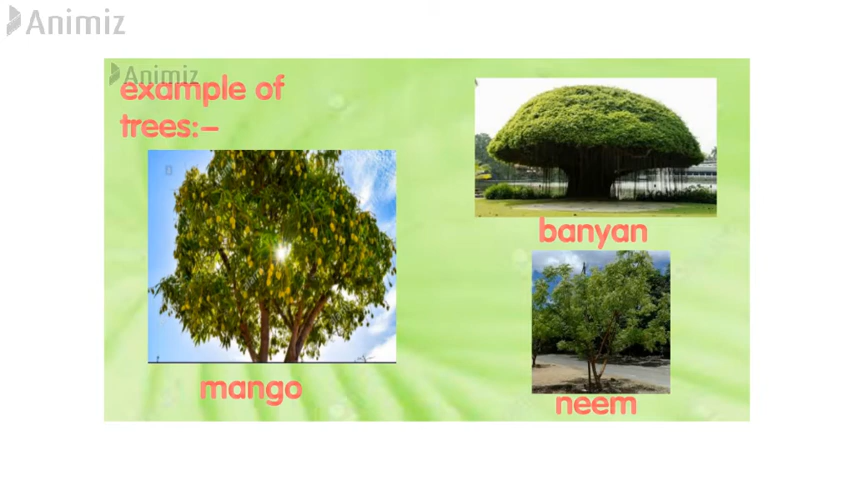 Animiz
Animiz
example of
trees:-
banyan
mango
neem